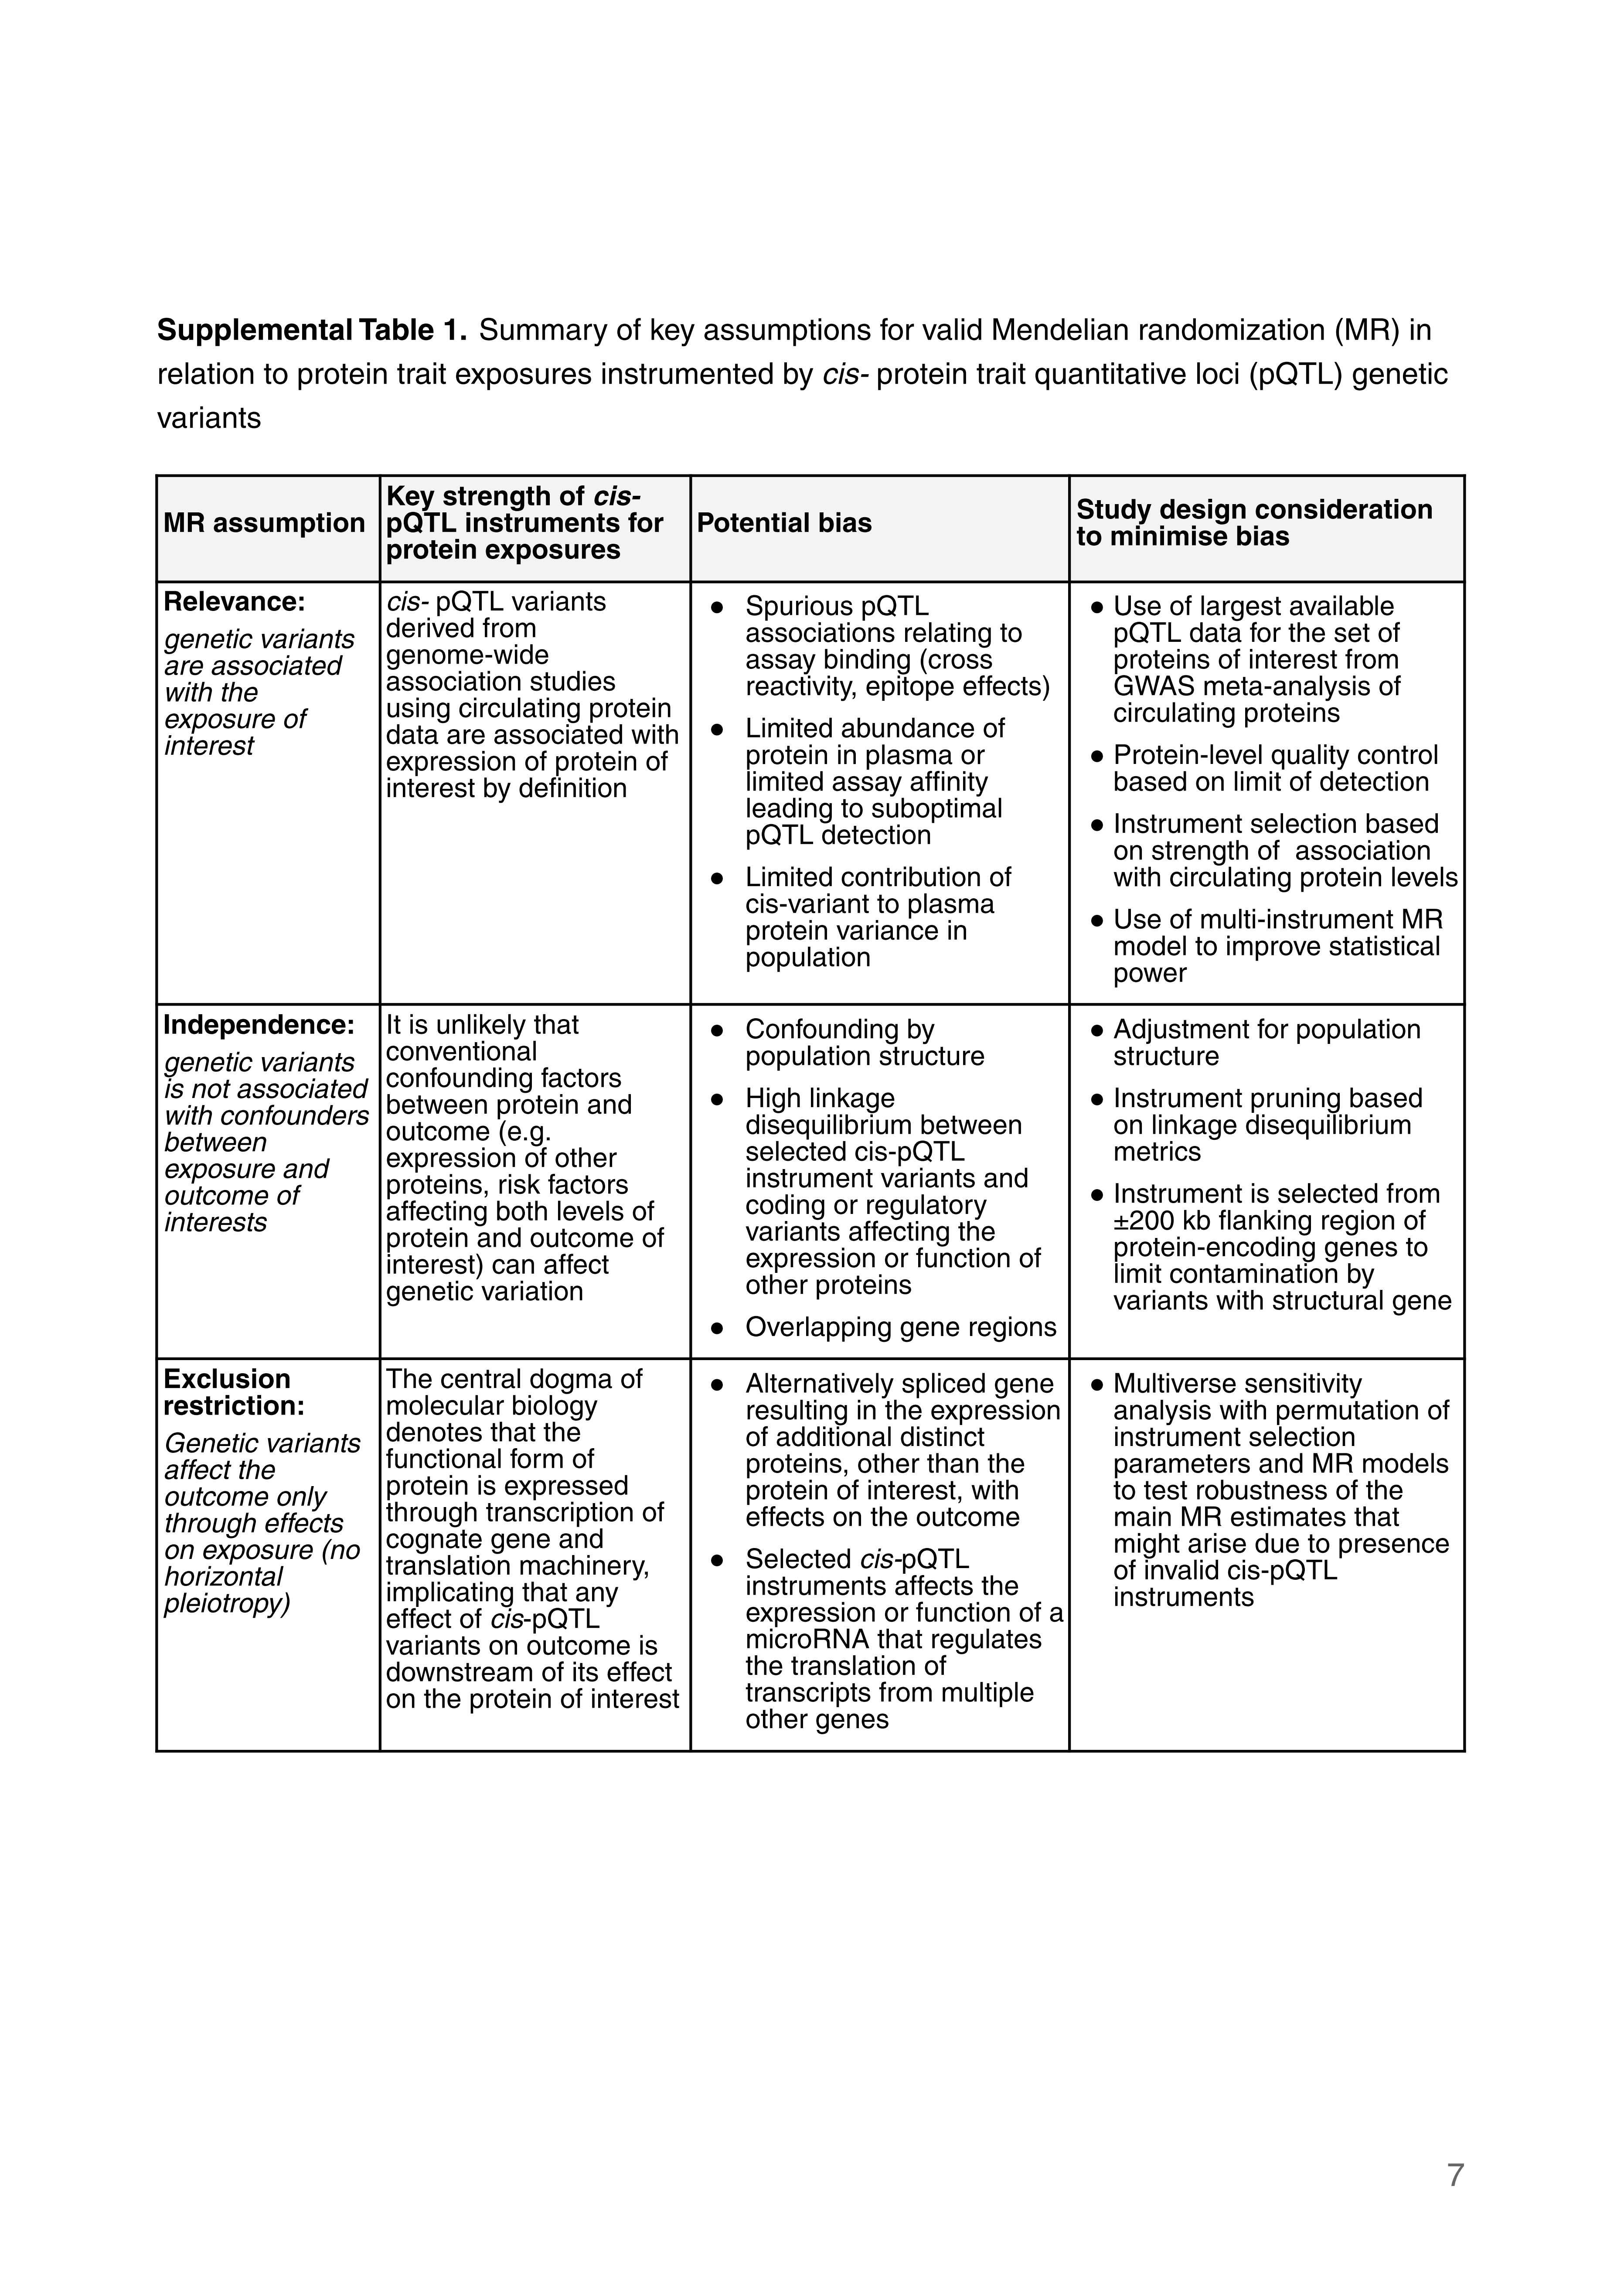 Supplemental Table 1. Summary of key assumptions for valid Mendelian randomization (MR) in
relation to protein trait exposures instrumented by cis- protein trait quantitative loci (pQTL) genetic
variants
MR assumption
Key strength of cis-
pQTL instruments for
protein exposures
Potential bias
Study design consideration
to minimise bias
Relevance:
genetic variants
are associated
with the
exposure of
interest
cis- pQTL variants
derived from
genome-wide
association studies
using circulating protein
data are associated with
expression of protein of
interest by definition
● Spurious pQTL
associations relating to
assay binding (cross
reactivity, epitope effects)
● Limited abundance of
protein in plasma or
limited assay affinity
leading to suboptimal
pQTL detection
● Limited contribution of
cis-variant to plasma
protein variance in
population
● Use of largest available
pQTL data for the set of
proteins of interest from
GWAS meta-analysis of
circulating proteins
● Protein-level quality control
based on limit of detection
● Instrument selection based
on strength of  association
with circulating protein levels
● Use of multi-instrument MR
model to improve statistical
power
Independence:
genetic variants
is not associated
with confounders
between
exposure and
outcome of
interests
It is unlikely that
conventional
confounding factors
between protein and
outcome (e.g.
expression of other
proteins, risk factors
affecting both levels of
protein and outcome of
interest) can affect
genetic variation
● Confounding by
population structure
● High linkage
disequilibrium between
selected cis-pQTL
instrument variants and
coding or regulatory
variants affecting the
expression or function of
other proteins
● Overlapping gene regions
● Adjustment for population
structure
● Instrument pruning based
on linkage disequilibrium
metrics
● Instrument is selected from
±200 kb flanking region of
protein-encoding genes to
limit contamination by
variants with structural gene
Exclusion
restriction:
Genetic variants
affect the
outcome only
through effects
on exposure (no
horizontal
pleiotropy)
The central dogma of
molecular biology
denotes that the
functional form of
protein is expressed
through transcription of
cognate gene and
translation machinery,
implicating that any
effect of cis-pQTL
variants on outcome is
downstream of its effect
on the protein of interest
● Alternatively spliced gene
resulting in the expression
of additional distinct
proteins, other than the
protein of interest, with
effects on the outcome
● Selected cis-pQTL
instruments affects the
expression or function of a
microRNA that regulates
the translation of
transcripts from multiple
other genes
● Multiverse sensitivity
analysis with permutation of
instrument selection
parameters and MR models
to test robustness of the
main MR estimates that
might arise due to presence
of invalid cis-pQTL
instruments
7